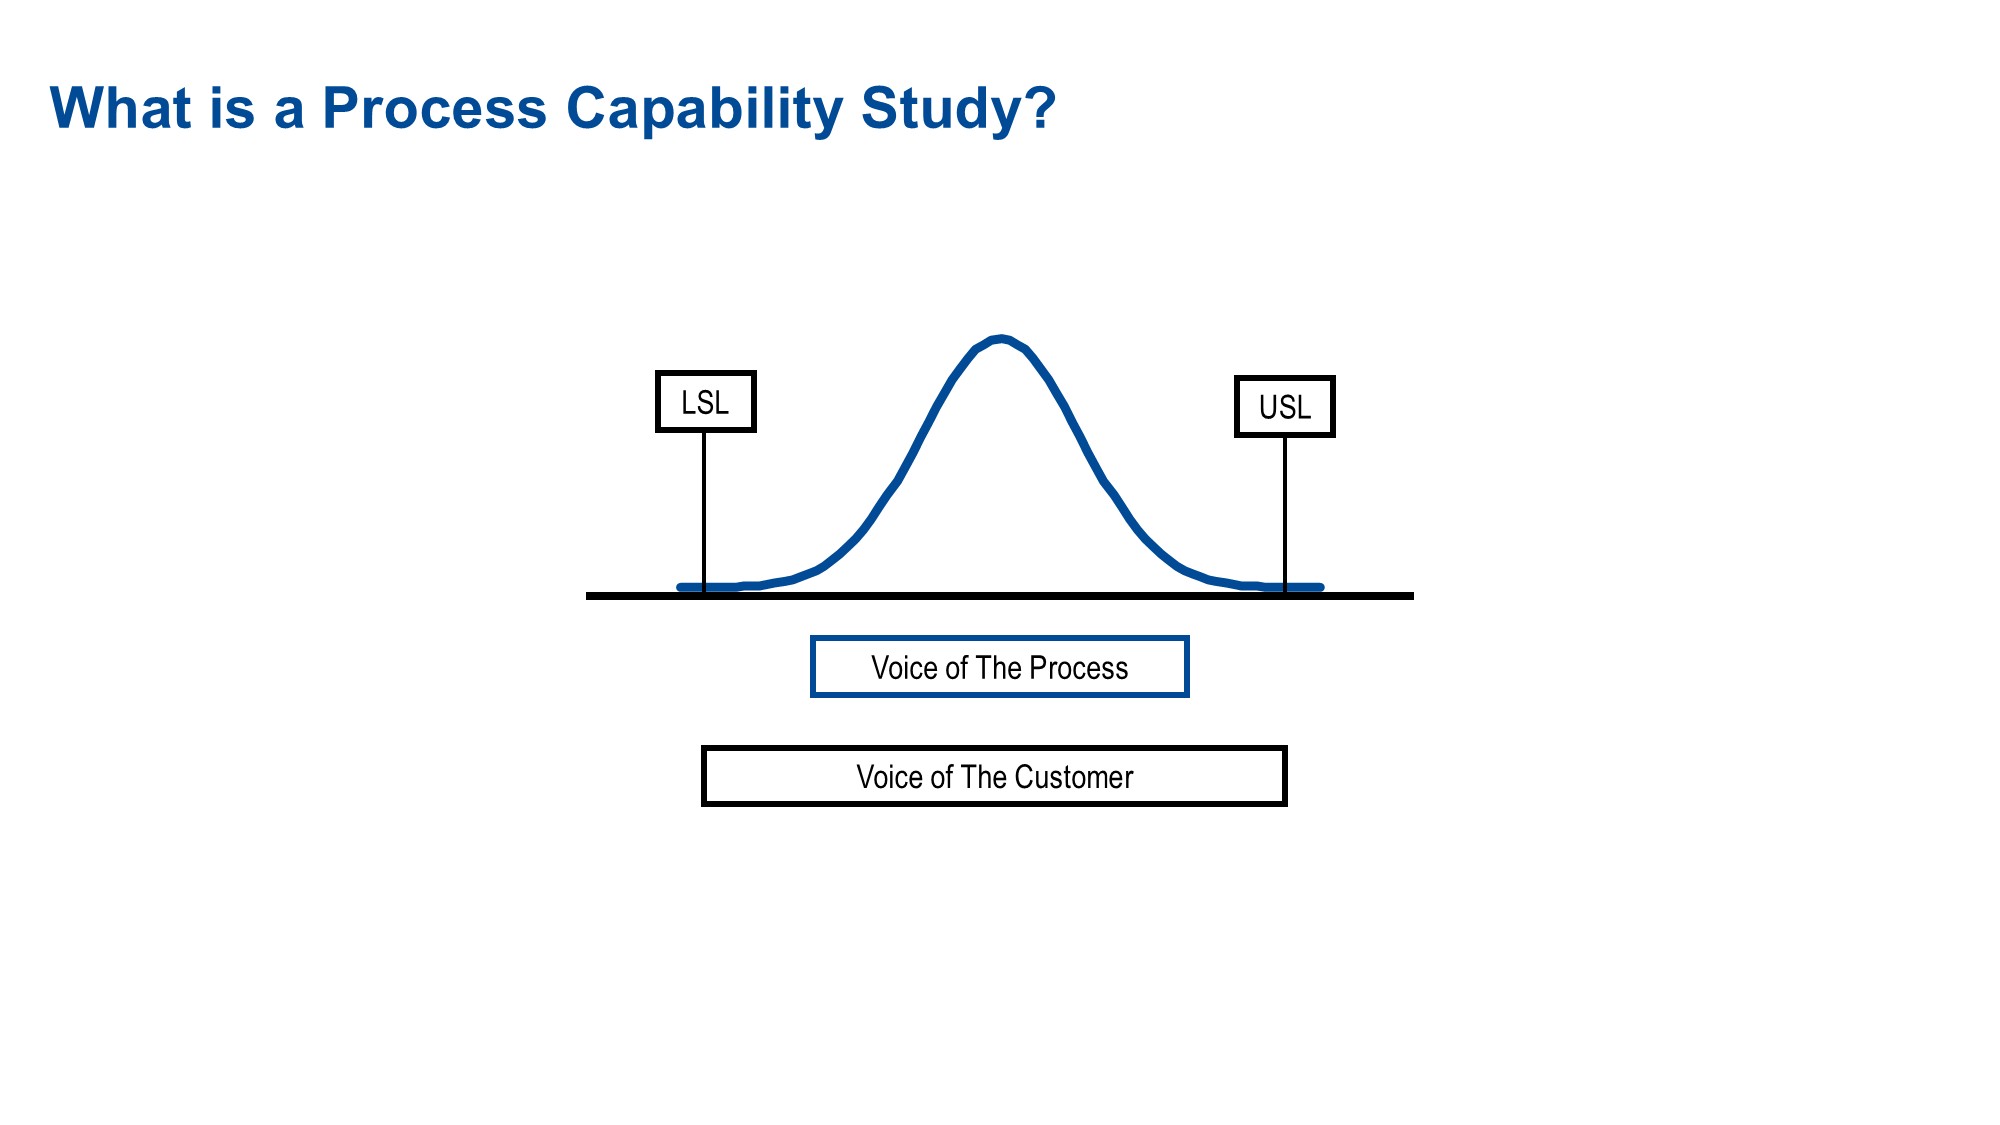 What is a Process Capability Study?
LSL
USL
Voice of The Process
Voice of The Customer